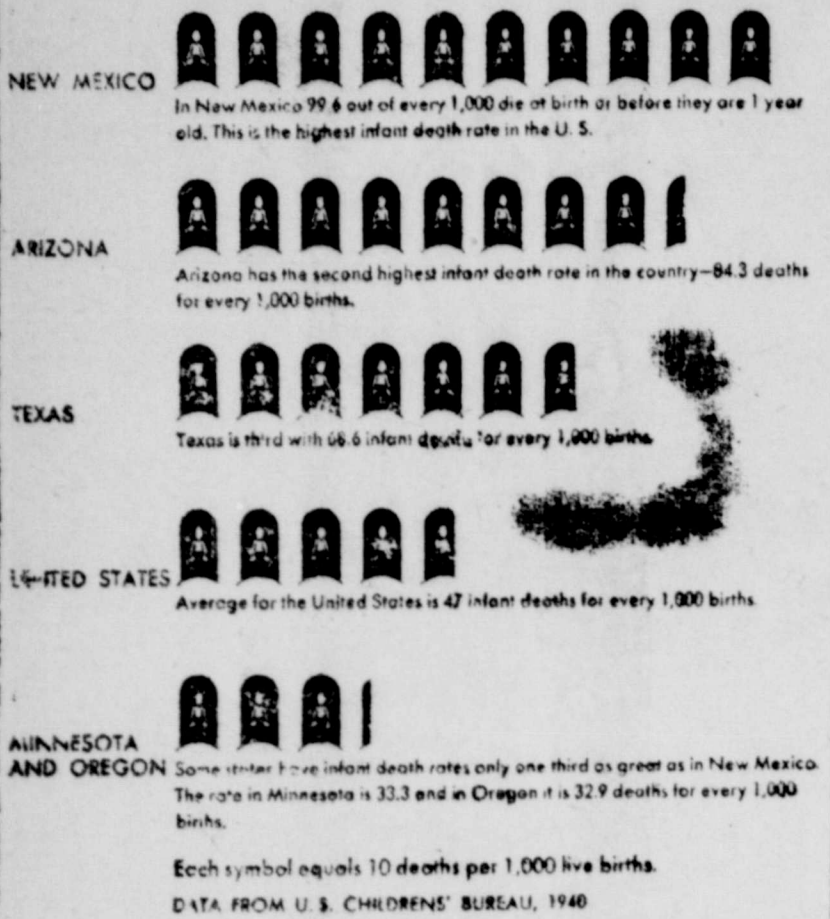 NEW MEXICO
In New Mexico 99.6 out of every 1,000 die at birth or before they are 1 year
old. This is the highest infant death rate in the U. S.
ARIZONA
Arizona has the second highest infant death rate in the country—84.3 deaths
for every 1,000 births.
TEXAS
Texas is third with 68.6 infant deaths for every 1,000 births.
UNITED STATES
Average for the United States is 47 infant deaths for every 1,000 births.
MINNESOTA
AND OREGON
Some states have infant death rates only one third as great as in New Mexico.
The rate in Minnesota is 33.3 and in Oregon it is 32.9 deaths for every 1,000
births.
Each symbol equals 10 deaths per 1,000 live births.
DATA FROM U. S. CHILDRENS' BUREAU, 1940